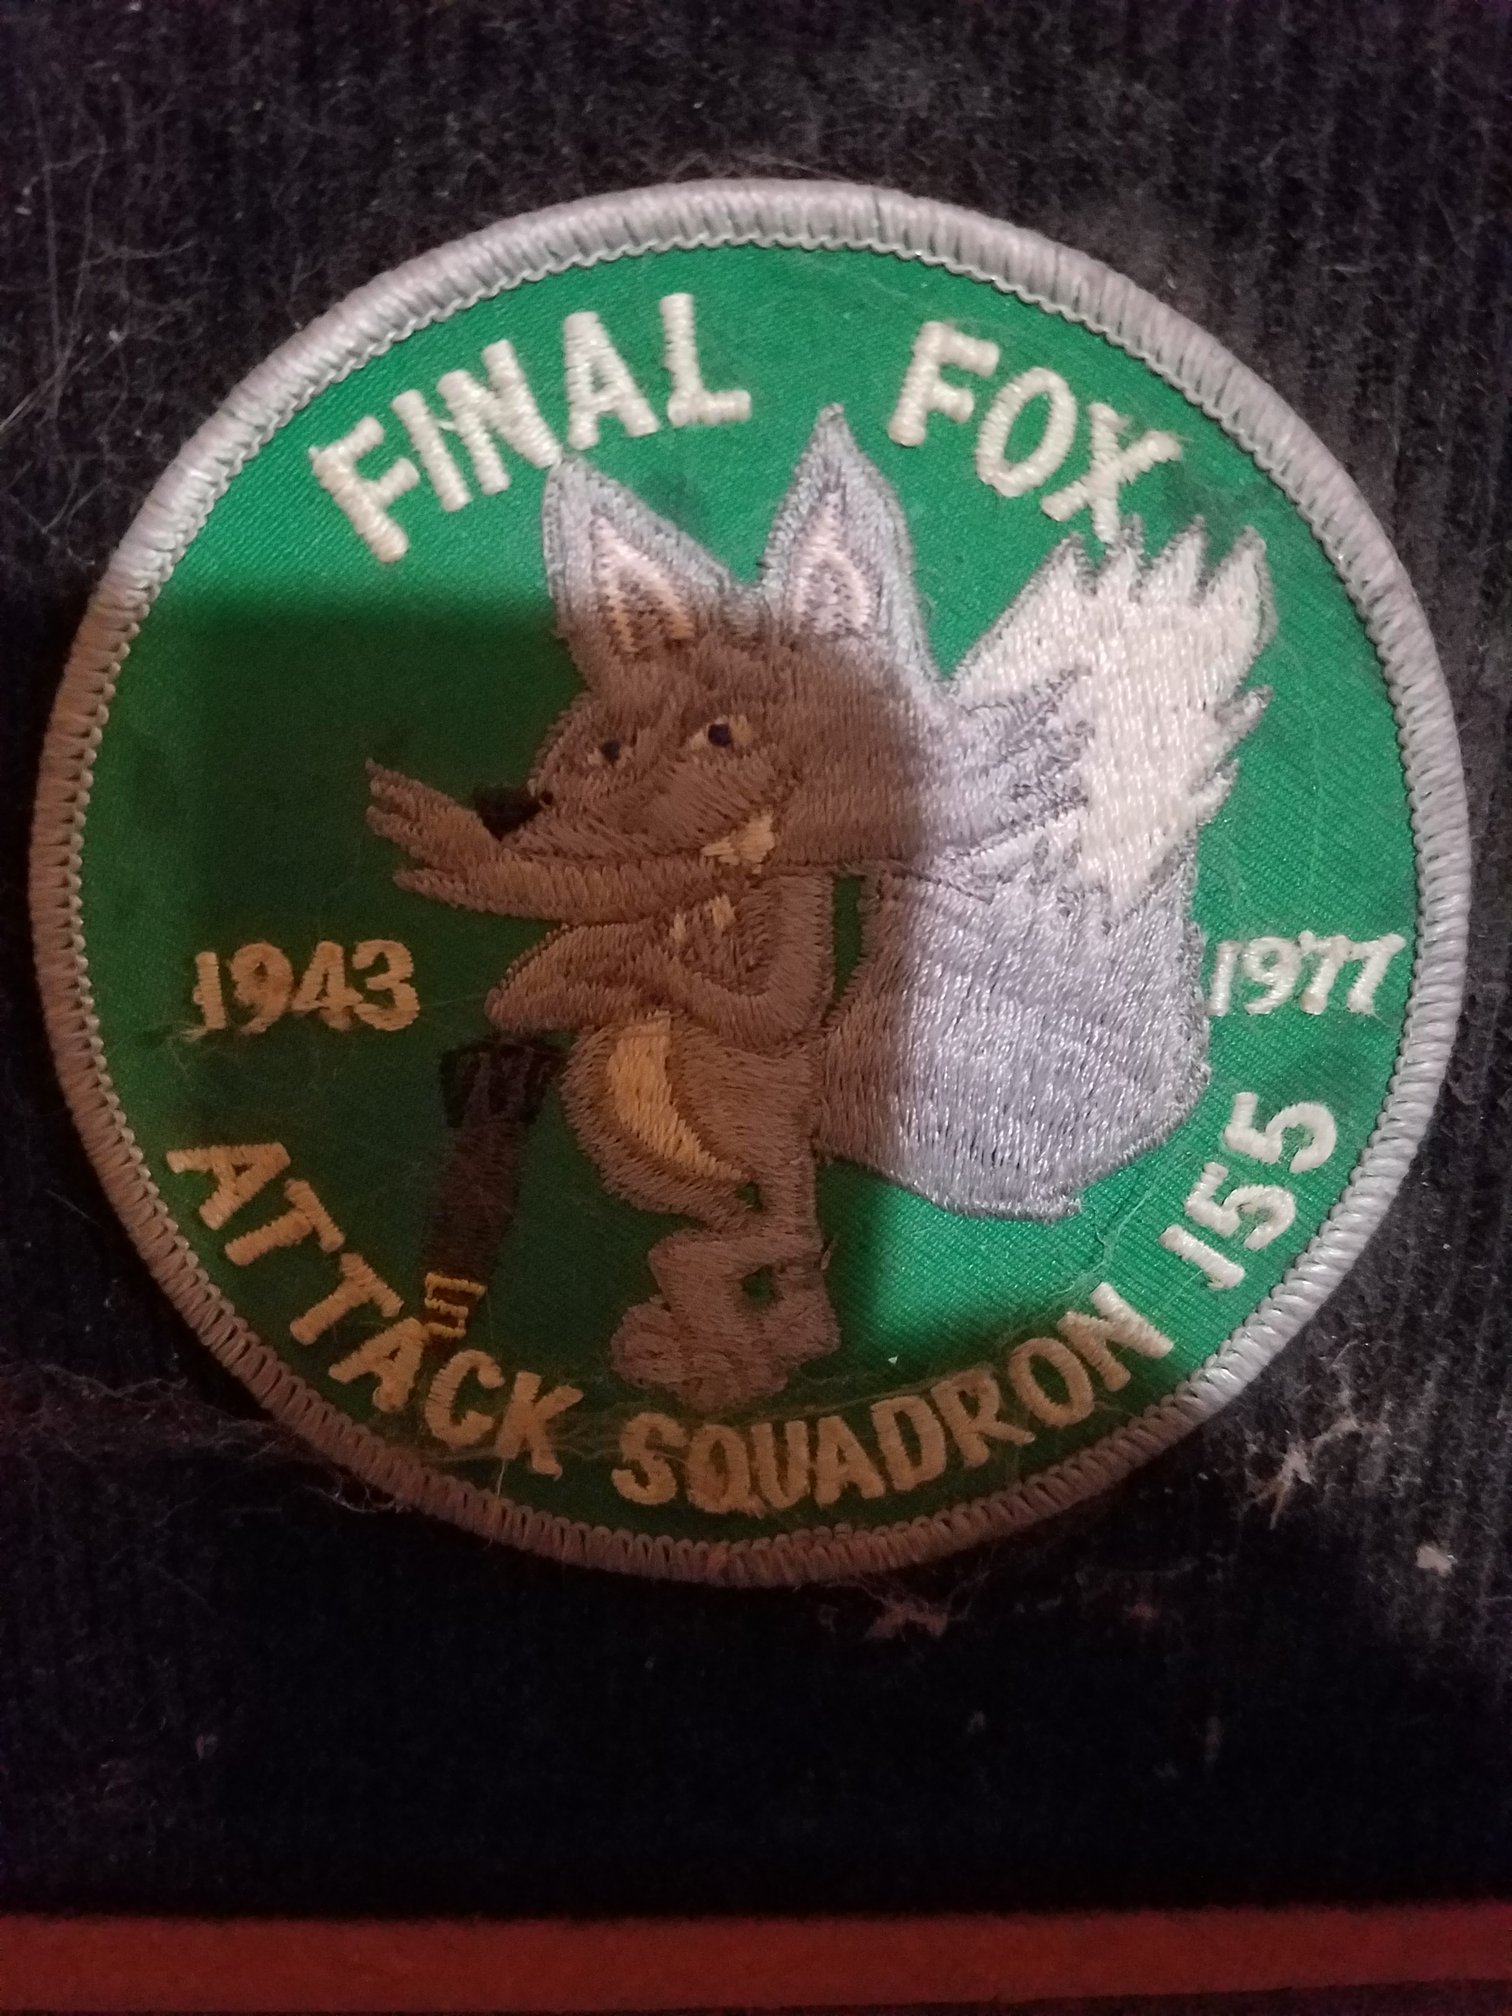 FINAL FOX
1943
1977
ATTACK SQUADRON 155